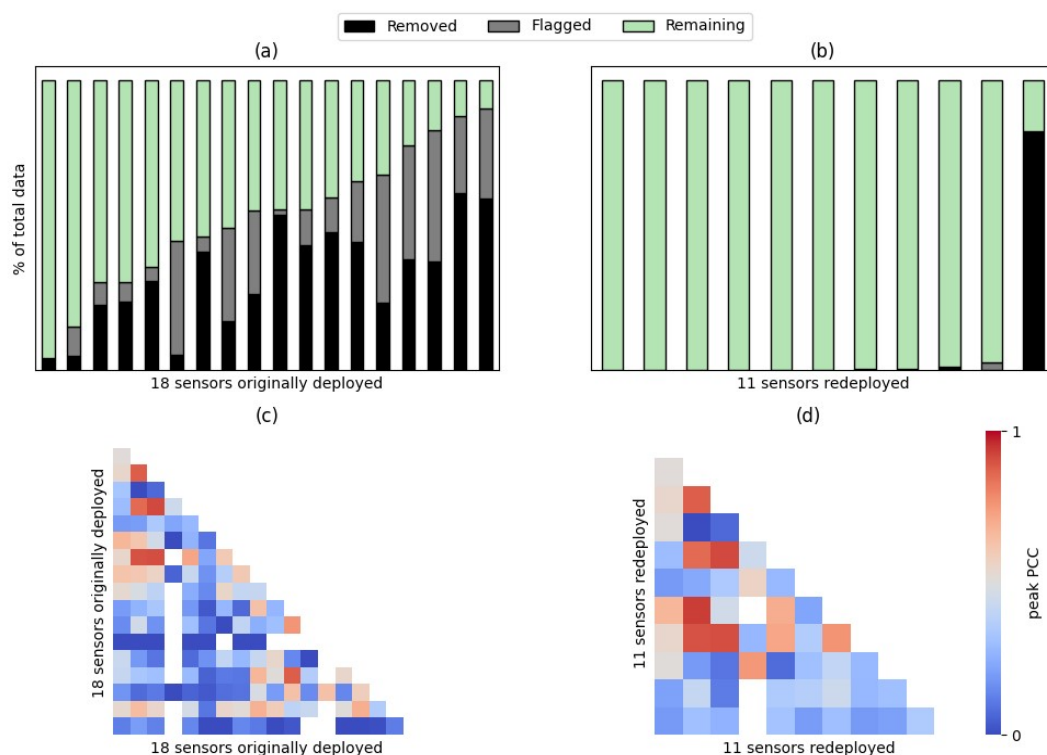 Removed Flagged Remaining
(a) (b)
% of total data
18 sensors originally deployed 11 sensors redeployed
(c) (d)
18 sensors originally deployed
11 sensors redeployed
1
peak PCC
0
18 sensors originally deployed 11 sensors redeployed